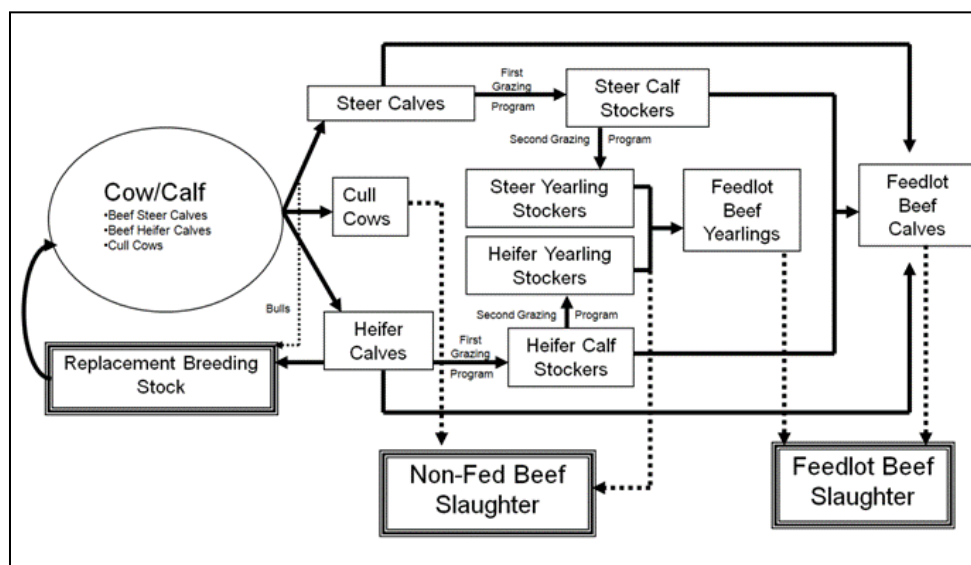 First
Grazing
Program
Steer Calves
Steer Calf
Stockers
Second Grazing Program
Cow/Calf
•Beef Steer Calves
•Beef Heifer Calves
•Cull Cows
Cull
Cows
Steer Yearling
Stockers
Feedlot
Beef
Yearlings
Feedlot
Beef
Calves
Heifer Yearling
Stockers
Bulls
Second Grazing Program
Heifer
Calves
First
Grazing
Program
Heifer Calf
Stockers
Replacement Breeding
Stock
Non-Fed Beef
Slaughter
Feedlot Beef
Slaughter